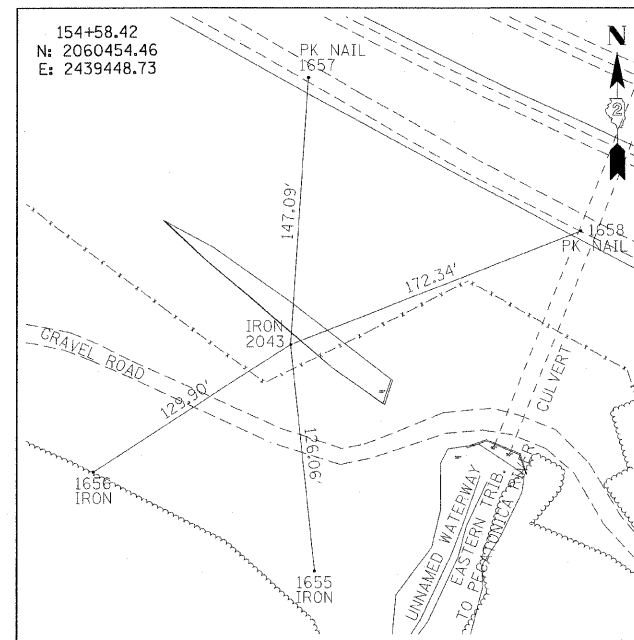 154+58.42
N: 2060454.46
E: 2439448.73
PK NAIL
1657
N
2
147.09'
1658
PK NAIL
172.34'
IRON
2043
GRAVEL ROAD
129.90'
126.06'
CULVERT
1656
IRON
UNNAMED WATERWAY
EASTERN TRIB.
TO PECATONICA RIVER
1655
IRON